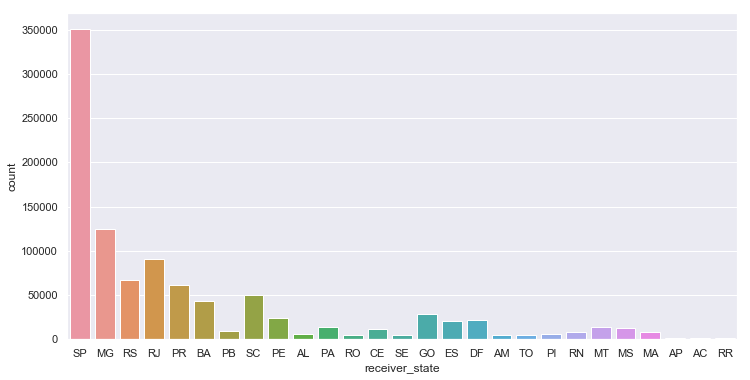 350000
300000
250000
200000
150000
100000
50000
0
count
SP MG RS RJ PR BA PB SC PE AL PA RO CE SE GO ES DF AM TO PI RN MT MS MA AP AC RR
receiver_state